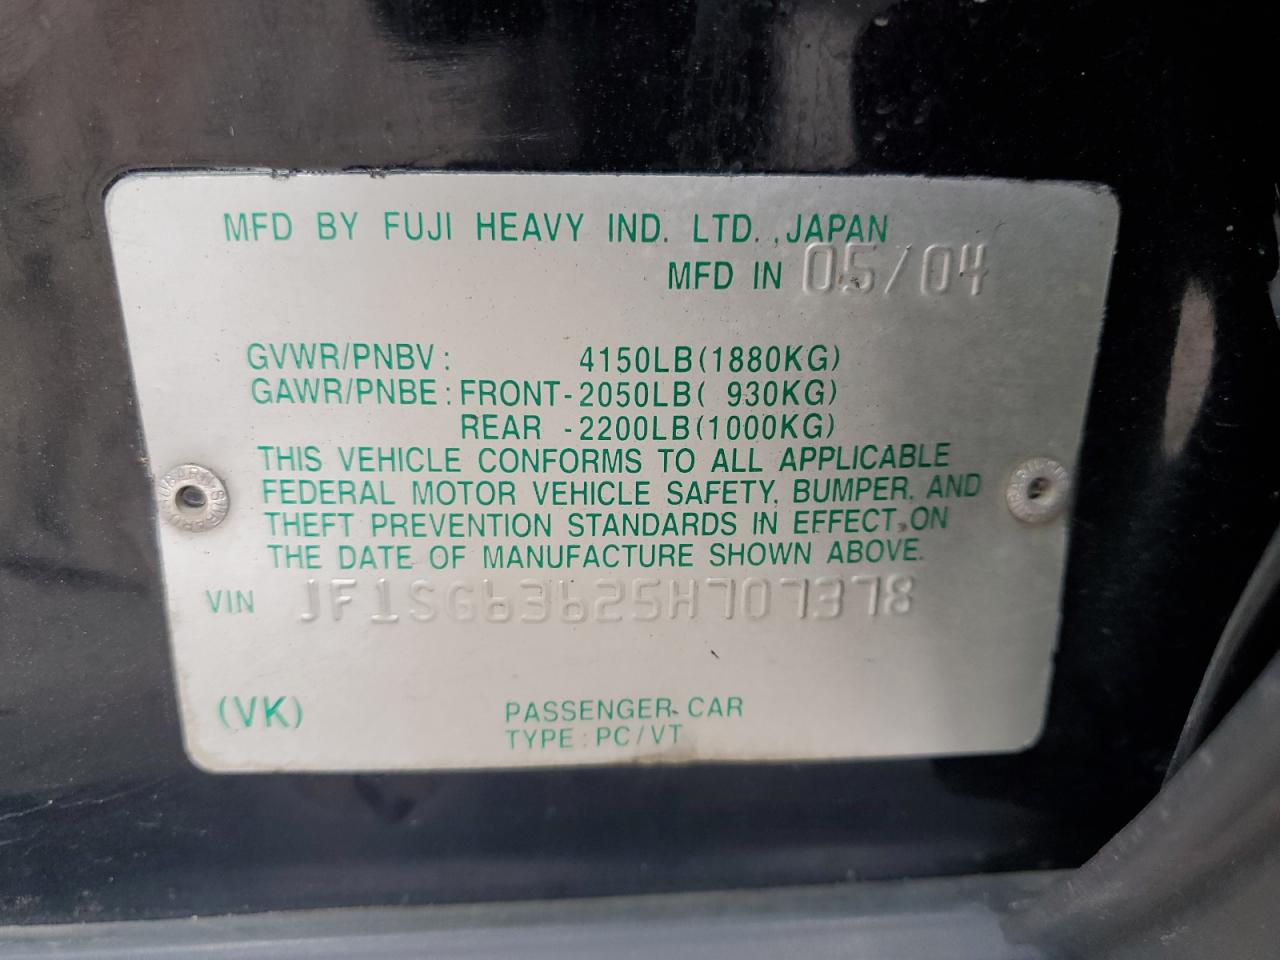 MFD BY FUJI HEAVY IND. LTD., JAPAN
MFD IN 05/04
GVWR/PNBV: 4150LB(1880KG)
GAWR/PNBE: FRONT-2050LB( 930KG)
REAR -2200LB(1000KG)
THIS VEHICLE CONFORMS TO ALL APPLICABLE
FEDERAL MOTOR VEHICLE SAFETY, BUMPER, AND
THEFT PREVENTION STANDARDS IN EFFECT ON
THE DATE OF MANUFACTURE SHOWN ABOVE.
VIN JF1SG63625H707378
(VK)
PASSENGER CAR
TYPE: PC/VT